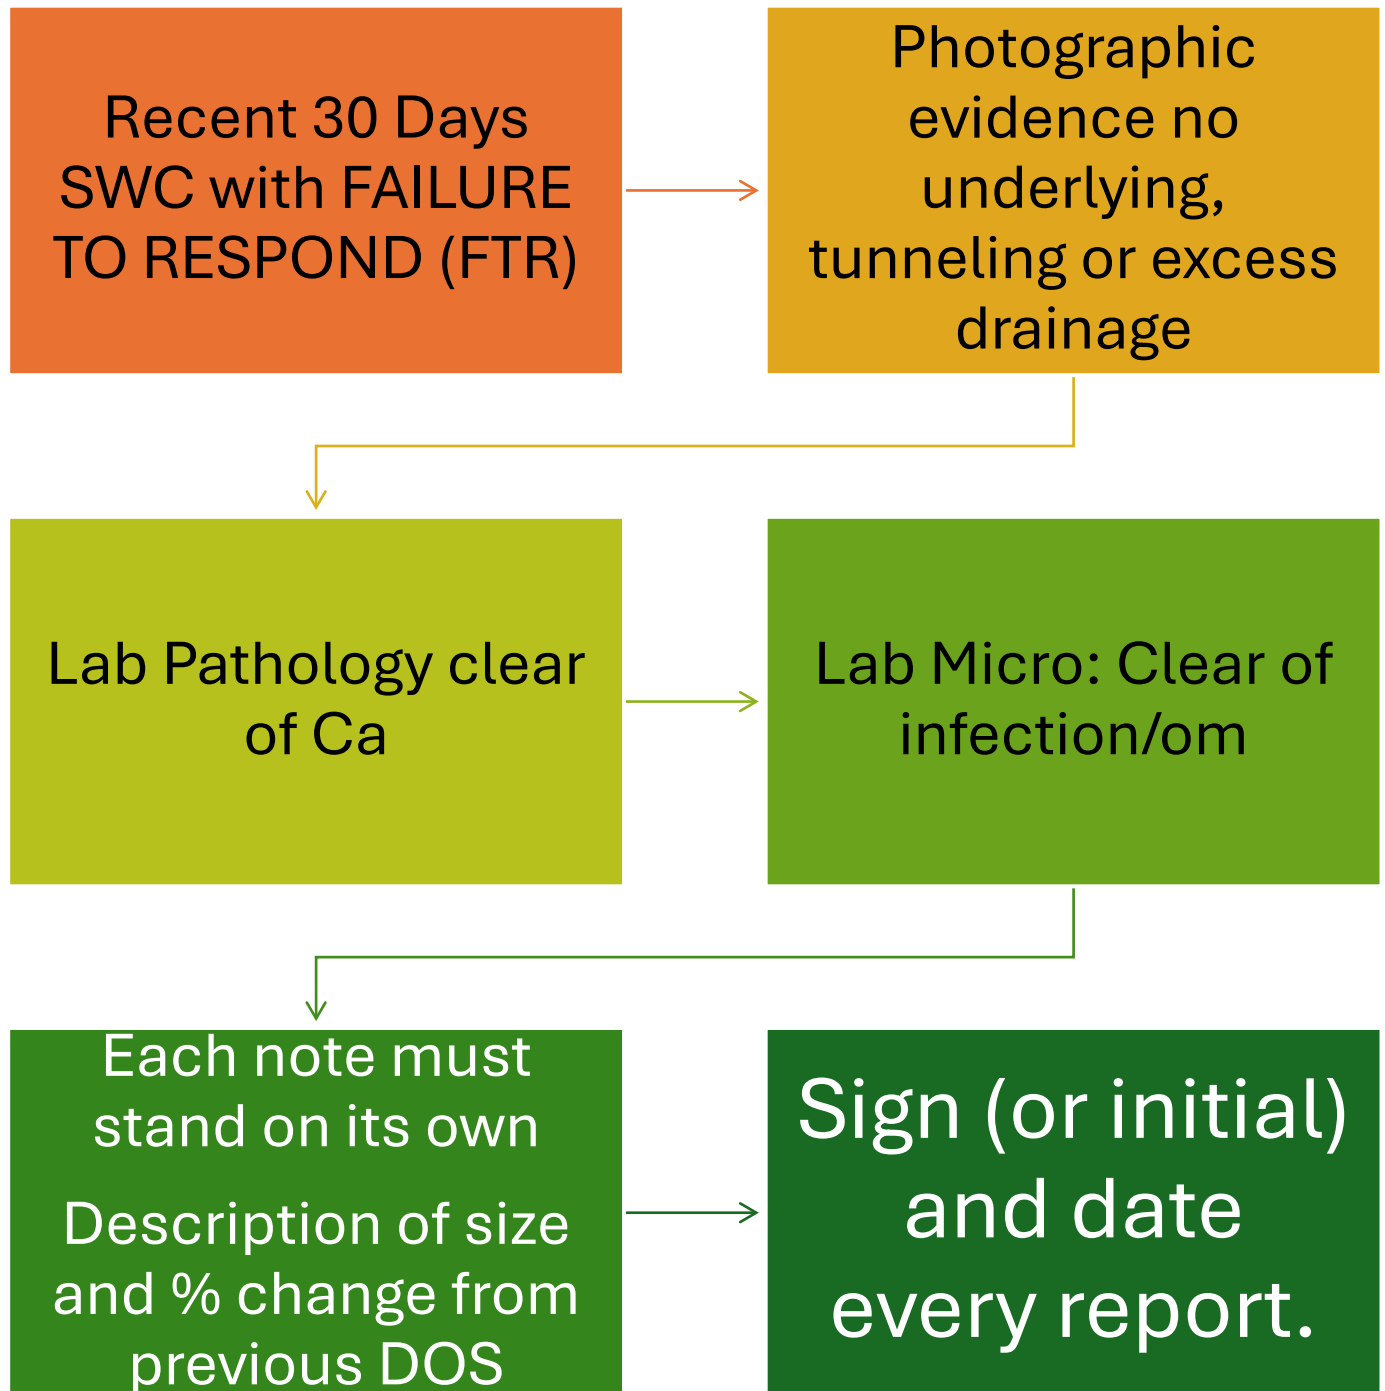 Recent 30 Days
SWC with FAILURE
TO RESPOND (FTR)
Photographic
evidence no
underlying,
tunneling or excess
drainage
Lab Pathology clear
of Ca
Lab Micro: Clear of
infection/om
Each note must
stand on its own
Description of size
and % change from
previous DOS
Sign (or initial)
and date
every report.